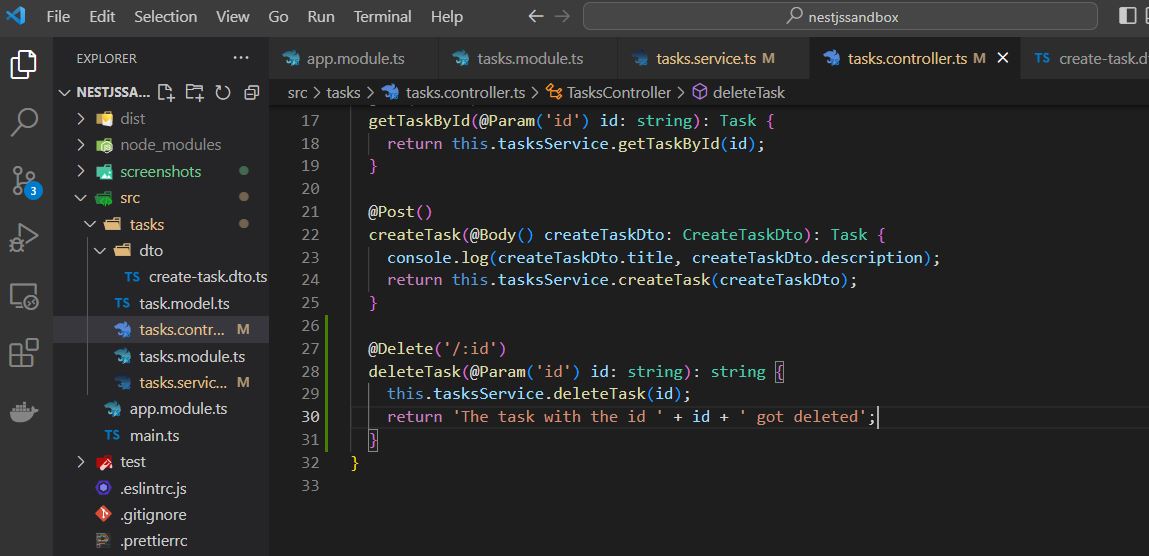 File Edit Selection View Go Run Terminal Help nestjssandbox
EXPLORER
app.module.ts tasks.module.ts tasks.service.ts M tasks.controller.ts M TS create-task.d
NESTJSSA...
src > tasks > tasks.controller.ts > TasksController > deleteTask
dist
node_modules
screenshots
src
tasks
dto
TS create-task.dto.ts
TS task.model.ts
tasks.contr... M
tasks.module.ts
tasks.servic... M
app.module.ts
TS main.ts
test
.eslintrc.js
.gitignore
.prettierrc
3
17 getTaskById(@Param('id') id: string): Task {
18 return this.tasksService.getTaskById(id);
19 }
20
21 @Post()
22 createTask(@Body() createTaskDto: CreateTaskDto): Task {
23 console.log(createTaskDto.title, createTaskDto.description);
24 return this.tasksService.createTask(createTaskDto);
25 }
26
27 @Delete('/:id')
28 deleteTask(@Param('id') id: string): string {
29 this.tasksService.deleteTask(id);
30 return 'The task with the id ' + id + ' got deleted';
31 }
32 }
33